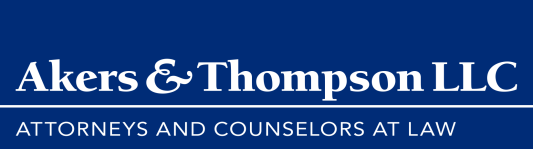 Akers & Thompson LLC
ATTORNEYS AND COUNSELORS AT LAW